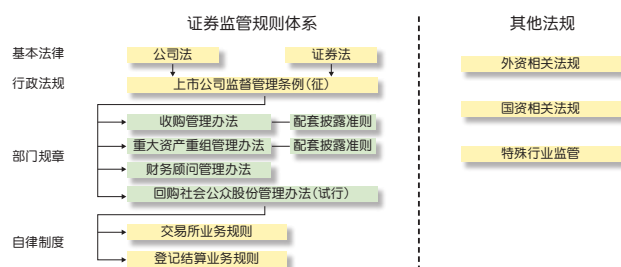 证券监管规则体系
其他法规
基本法律
公司法
证券法
外资相关法规
行政法规
上市公司监督管理条例(征)
国资相关法规
部门规章
收购管理办法
配套披露准则
重大资产重组管理办法
配套披露准则
特殊行业监管
财务顾问管理办法
回购社会公众股份管理办法(试行)
自律制度
交易所业务规则
登记结算业务规则